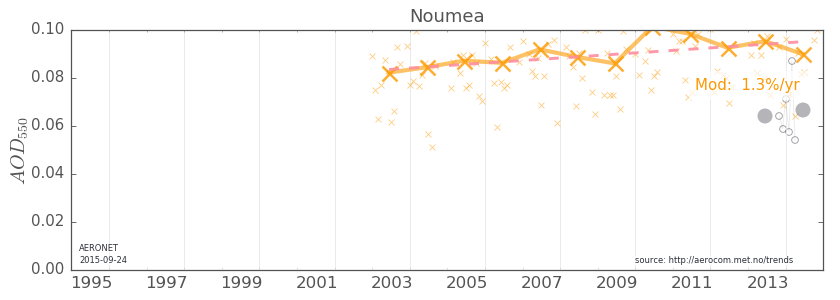 Noumea
0.10
0.08
0.06
0.04
0.02
0.00
AOD550
Mod: 1.3%/yr
AERONET
2015-09-24
source: http://aerocom.met.no/trends
1995 1997 1999 2001 2003 2005 2007 2009 2011 2013